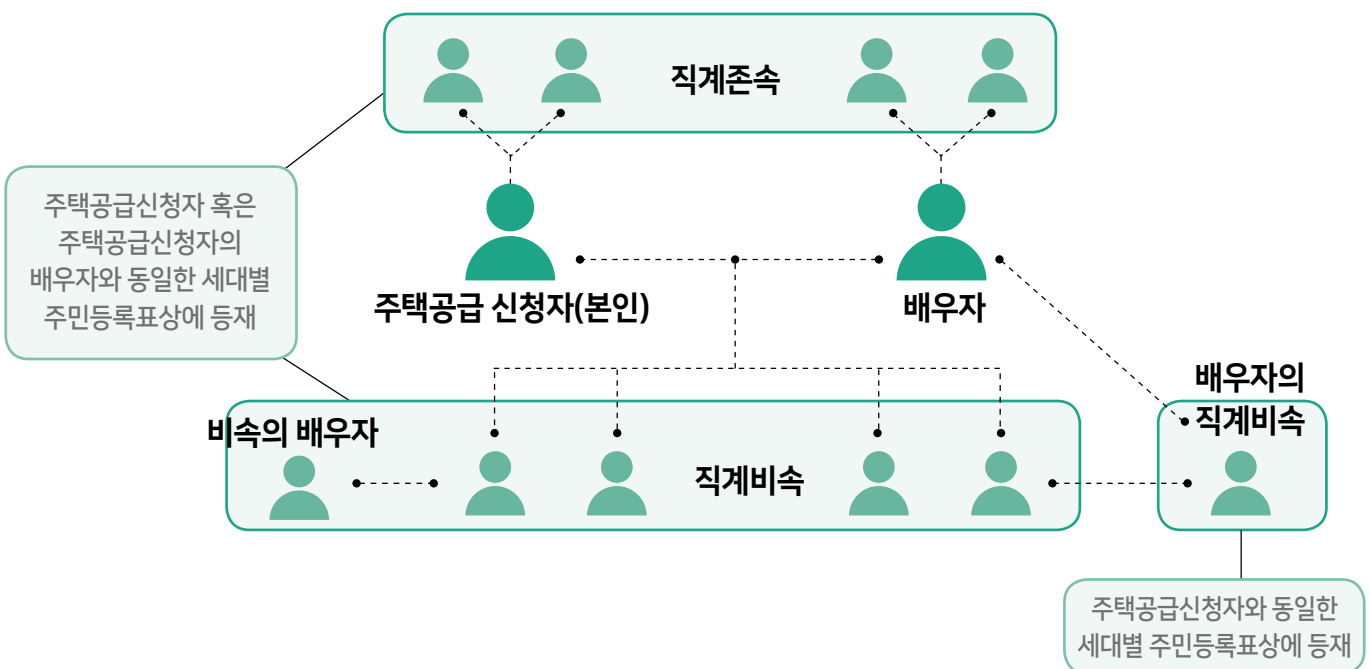 직계존속
주택공급신청자 혹은
주택공급신청자의
배우자와 동일한 세대별
주민등록표상에 등재
주택공급 신청자(본인)
배우자
배우자의
직계비속
비속의 배우자
직계비속
주택공급신청자와 동일한
세대별 주민등록표상에 등재